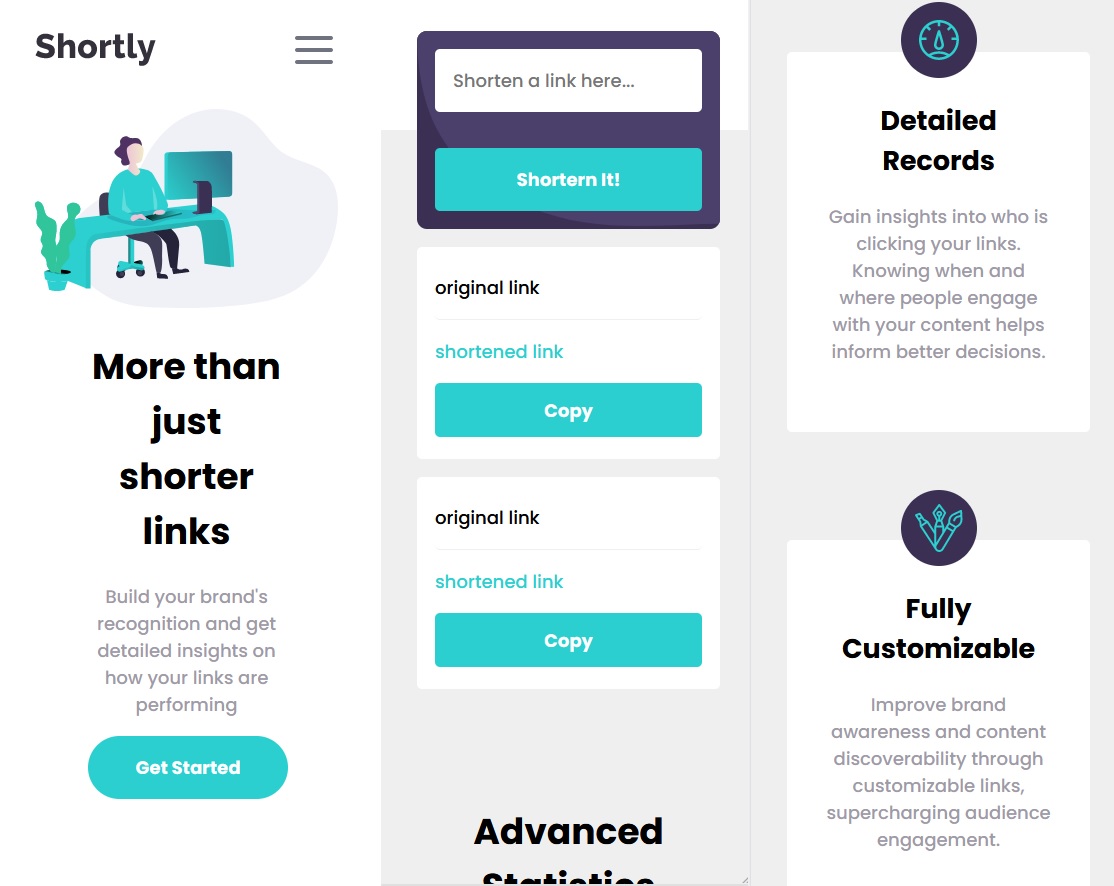 Shortly
More than
just
shorter
links
Build your brand's
recognition and get
detailed insights on
how your links are
performing
Get Started
Shorten a link here...
Shortern It!
original link
shortened link
Copy
original link
shortened link
Copy
Advanced
Statistics
Detailed
Records
Gain insights into who is
clicking your links.
Knowing when and
where people engage
with your content helps
inform better decisions.
Fully
Customizable
Improve brand
awareness and content
discoverability through
customizable links,
supercharging audience
engagement.